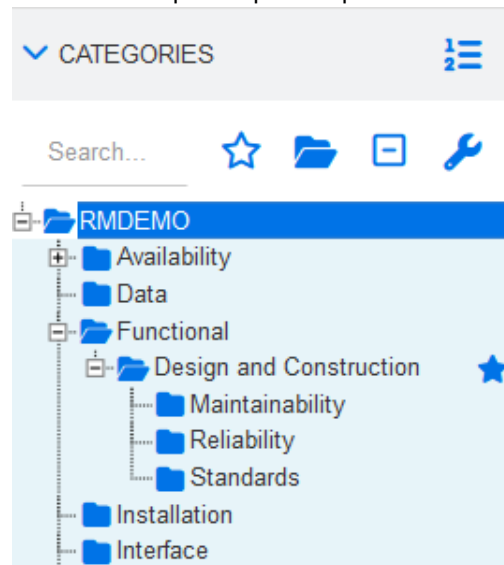 CATEGORIES
Search...
RMDEMO
Availability
Data
Functional
Design and Construction
Maintainability
Reliability
Standards
Installation
Interface